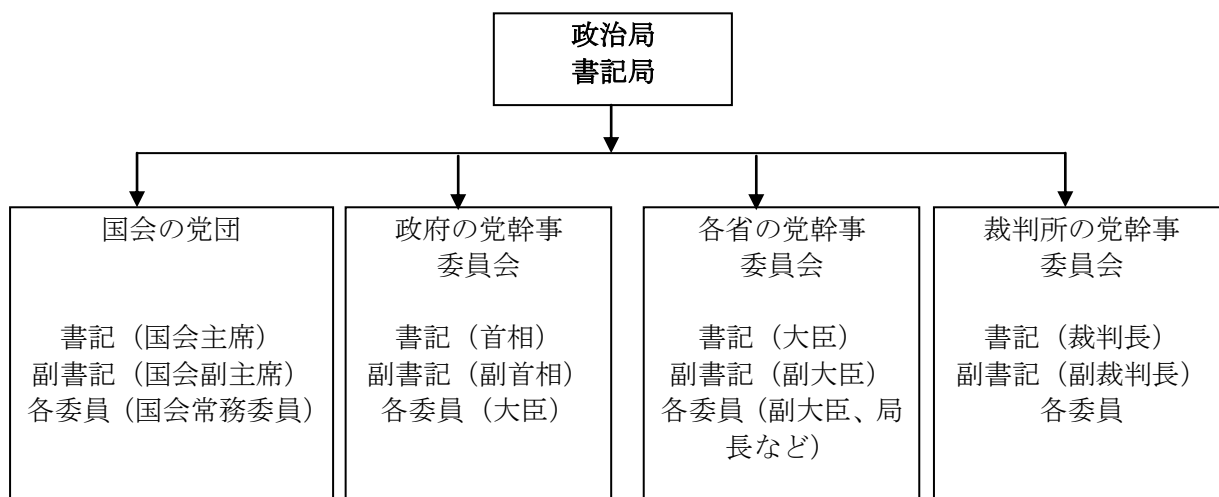 政治局
書記局
国会の党団
書記（国会主席）
副書記（国会副主席）
各委員（国会常務委員）
政府の党幹事
委員会
書記（首相）
副書記（副首相）
各委員（大臣）
各省の党幹事
委員会
書記（大臣）
副書記（副大臣）
各委員（副大臣、局
長など）
裁判所の党幹事
委員会
書記（裁判長）
副書記（副裁判長）
各委員